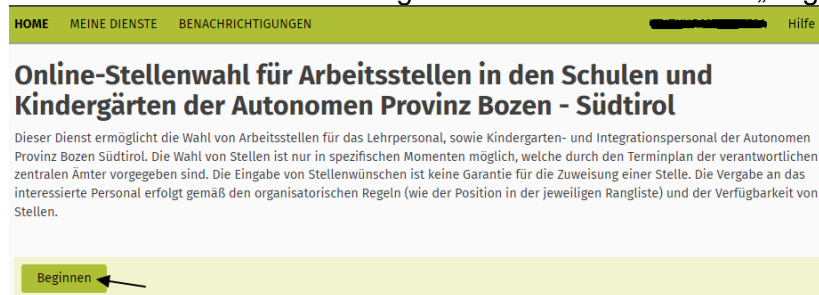 HOME MEINE DIENSTE BENACHRICHTIGUNGEN Hilfe
Online-Stellenwahl für Arbeitsstellen in den Schulen und
Kindergärten der Autonomen Provinz Bozen - Südtirol
Dieser Dienst ermöglicht die Wahl von Arbeitsstellen für das Lehrpersonal, sowie Kindergarten- und Integrationspersonal der Autonomen
Provinz Bozen Südtirol. Die Wahl von Stellen ist nur in spezifischen Momenten möglich, welche durch den Terminplan der verantwortlichen
zentralen Ämter vorgegeben sind. Die Eingabe von Stellenwünschen ist keine Garantie für die Zuweisung einer Stelle. Die Vergabe an das
interessierte Personal erfolgt gemäß den organisatorischen Regeln (wie der Position in der jeweiligen Rangliste) und der Verfügbarkeit von
Stellen.
Beginnen